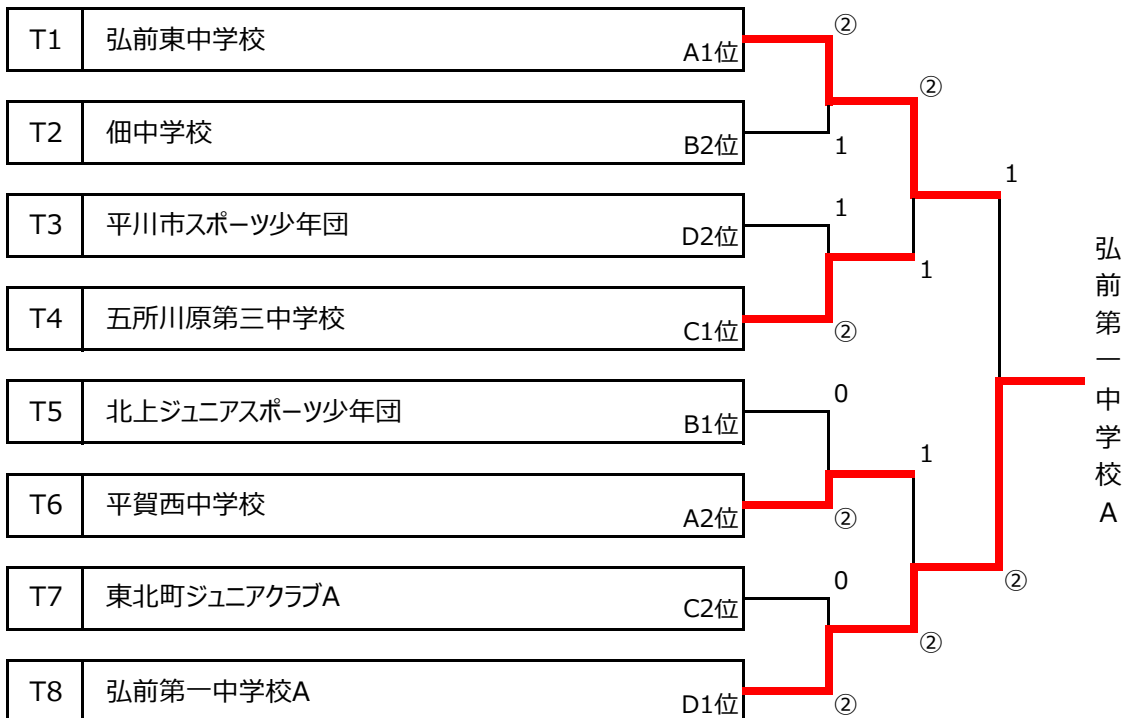 T1 弘前東中学校 A1位 ②
②
T2 佃中学校 B2位 1
1
T3 平川市スポーツ少年団 D2位 1
1
T4 五所川原第三中学校 C1位 ②
T5 北上ジュニアスポーツ少年団 B1位 0
1
T6 平賀西中学校 A2位 ②
T7 東北町ジュニアクラブA C2位 0
②
②
T8 弘前第一中学校A D1位 ②
弘前第一中学校A